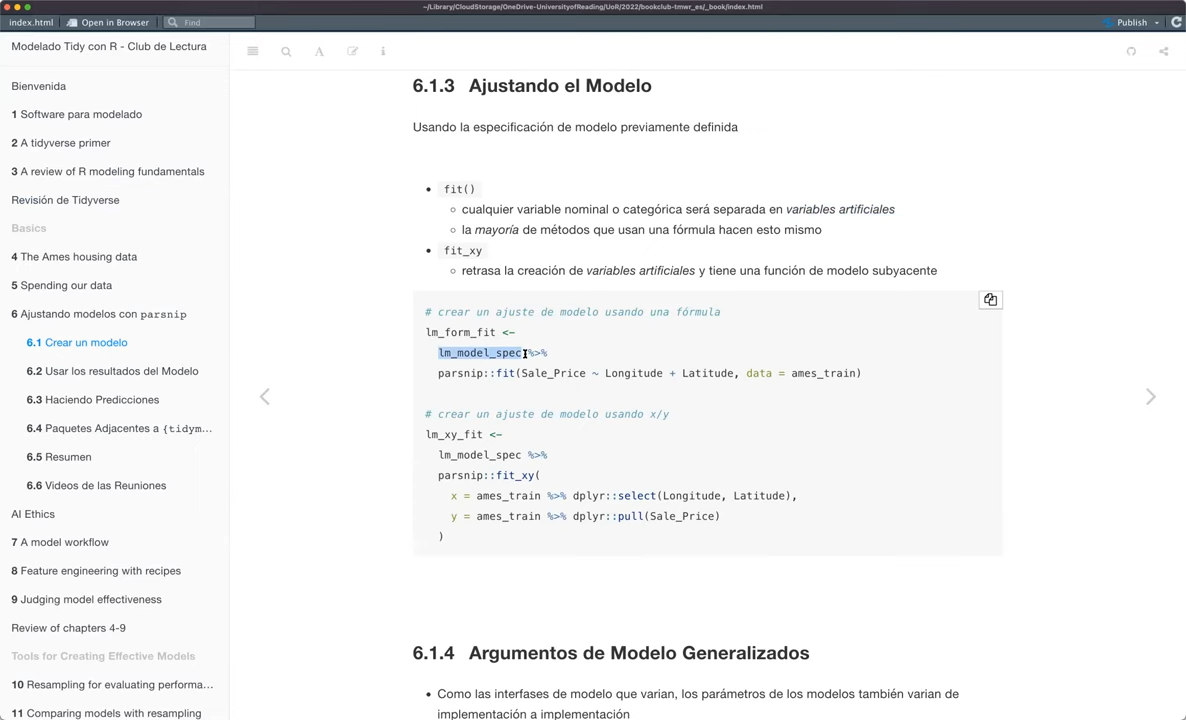 ~/Library/CloudStorage/OneDrive-UniversityofReading/UoR/2022/bookclub-tmwr_es/_book/index.html
index.html
Open in Browser
Find
Publish
Modelado Tidy con R - Club de Lectura
Bienvenida
1 Software para modelado
2 A tidyverse primer
3 A review of R modeling fundamentals
Revisión de Tidyverse
Basics
4 The Ames housing data
5 Spending our data
6 Ajustando modelos con parsnip
6.1 Crear un modelo
6.2 Usar los resultados del Modelo
6.3 Haciendo Predicciones
6.4 Paquetes Adjacentes a {tidym…
6.5 Resumen
6.6 Videos de las Reuniones
AI Ethics
7 A model workflow
8 Feature engineering with recipes
9 Judging model effectiveness
Review of chapters 4-9
Tools for Creating Effective Models
10 Resampling for evaluating performa…
11 Comparing models with resampling
6.1.3 Ajustando el Modelo
Usando la especificación de modelo previamente definida
• fit()
◦ cualquier variable nominal o categórica será separada en variables artificiales
◦ la mayoría de métodos que usan una fórmula hacen esto mismo
• fit_xy
◦ retrasa la creación de variables artificiales y tiene una función de modelo subyacente
# crear un ajuste de modelo usando una fórmula
lm_form_fit <-
lm_model_spec %>%
parsnip::fit(Sale_Price ~ Longitude + Latitude, data = ames_train)
# crear un ajuste de modelo usando x/y
lm_xy_fit <-
lm_model_spec %>%
parsnip::fit_xy(
x = ames_train %>% dplyr::select(Longitude, Latitude),
y = ames_train %>% dplyr::pull(Sale_Price)
)
6.1.4 Argumentos de Modelo Generalizados
• Como las interfases de modelo que varian, los parámetros de los modelos también varian de
implementación a implementación